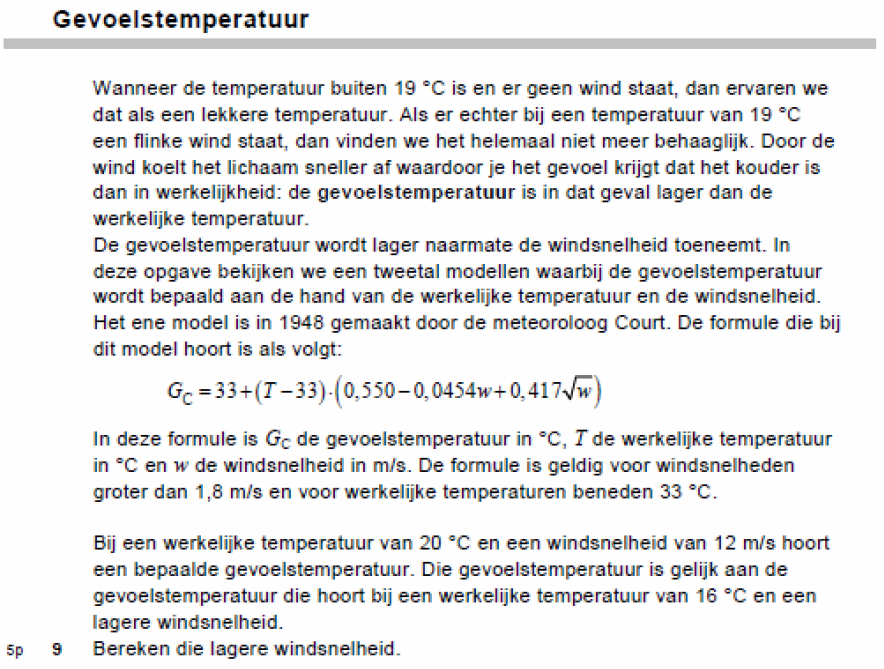 Gevoelstemperatuur
Wanneer de temperatuur buiten 19 °C is en er geen wind staat, dan ervaren we
dat als een lekkere temperatuur. Als er echter bij een temperatuur van 19 °C
een flinke wind staat, dan vinden we het helemaal niet meer behaaglijk. Door de
wind koelt het lichaam sneller af waardoor je het gevoel krijgt dat het kouder is
dan in werkelijkheid: de gevoelstemperatuur is in dat geval lager dan de
werkelijke temperatuur.
De gevoelstemperatuur wordt lager naarmate de windsnelheid toeneemt. In
deze opgave bekijken we een tweetal modellen waarbij de gevoelstemperatuur
wordt bepaald aan de hand van de werkelijke temperatuur en de windsnelheid.
Het ene model is in 1948 gemaakt door de meteoroloog Court. De formule die bij
dit model hoort is als volgt:
G_C = 33+(T−33)·(0,550−0,0454w+0,417√w)
In deze formule is G_C de gevoelstemperatuur in °C, T de werkelijke temperatuur
in °C en w de windsnelheid in m/s. De formule is geldig voor windsnelheden
groter dan 1,8 m/s en voor werkelijke temperaturen beneden 33 °C.
Bij een werkelijke temperatuur van 20 °C en een windsnelheid van 12 m/s hoort
een bepaalde gevoelstemperatuur. Die gevoelstemperatuur is gelijk aan de
gevoelstemperatuur die hoort bij een werkelijke temperatuur van 16 °C en een
lagere windsnelheid.
5p 9 Bereken die lagere windsnelheid.